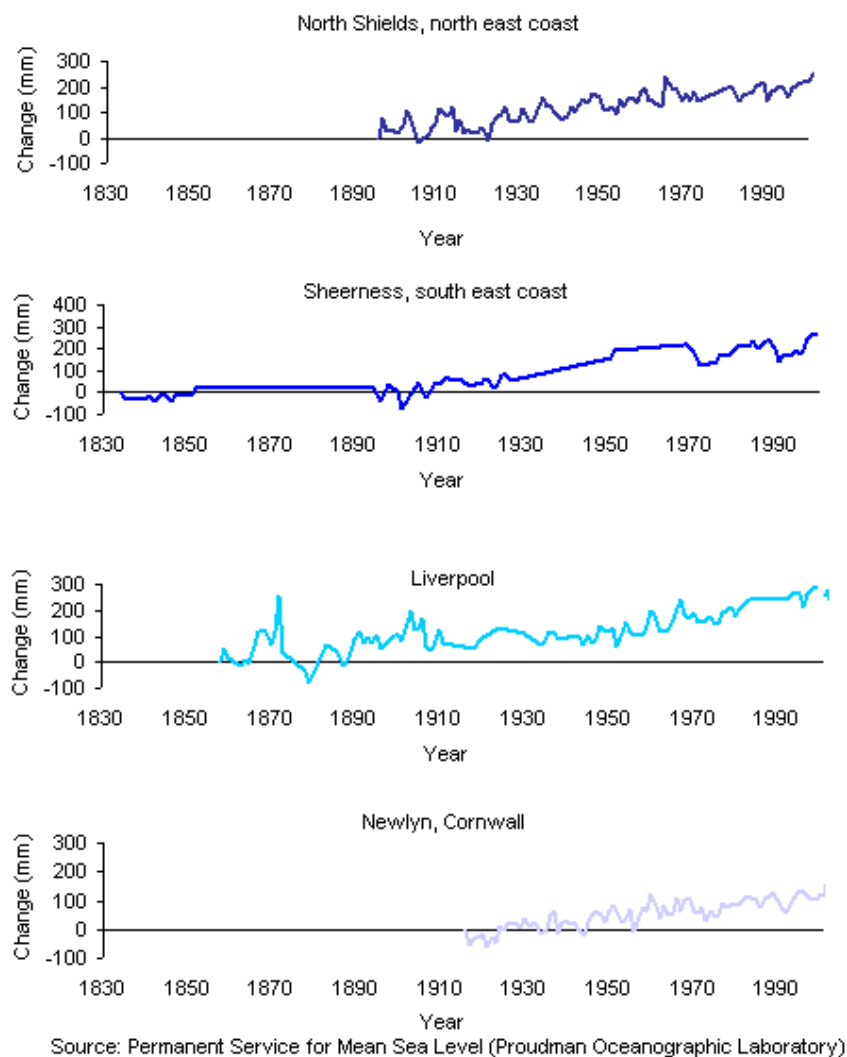 North Shields, north east coast
Change (mm)
300
200
100
0
-100
1830 1850 1870 1890 1910 1930 1950 1970 1990
Year
Sheerness, south east coast
Change (mm)
400
300
200
100
0
-100
1830 1850 1870 1890 1910 1930 1950 1970 1990
Year
Liverpool
Change (mm)
300
200
100
0
-100
1830 1850 1870 1890 1910 1930 1950 1970 1990
Year
Newlyn, Cornwall
Change (mm)
300
200
100
0
-100
1830 1850 1870 1890 1910 1930 1950 1970 1990
Year
Source: Permanent Service for Mean Sea Level (Proudman Oceanographic Laboratory)